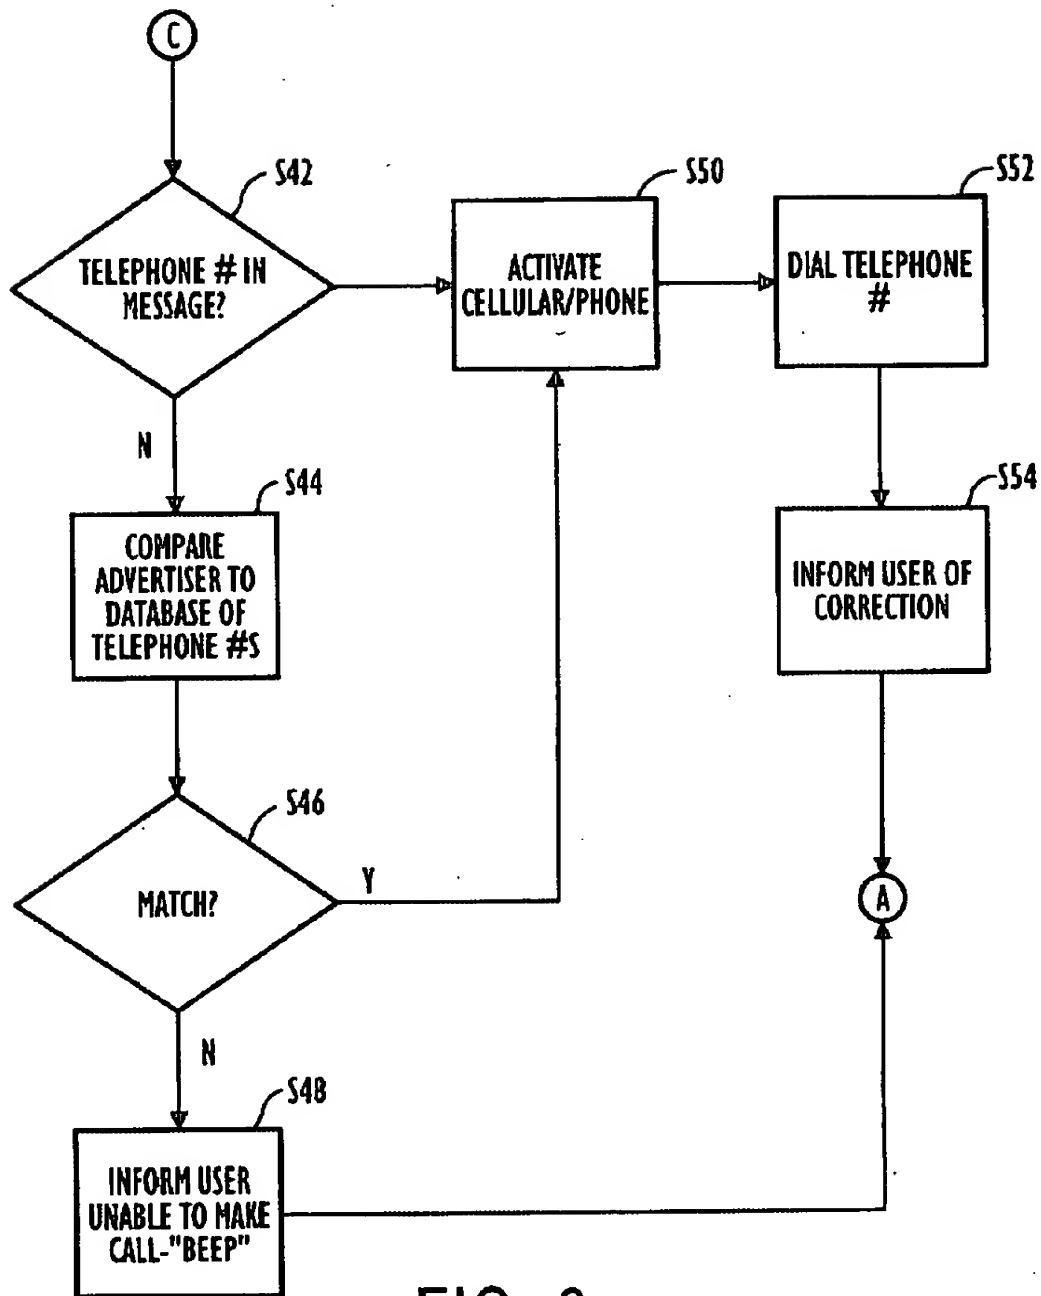 C
S42
TELEPHONE # IN
MESSAGE?
S50
ACTIVATE
CELLULAR/PHONE
S52
DIAL TELEPHONE
#
N
S44
COMPARE
ADVERTISER TO
DATABASE OF
TELEPHONE #S
S54
INFORM USER OF
CORRECTION
S46
MATCH?
Y
A
N
S48
INFORM USER
UNABLE TO MAKE
CALL-"BEEP"